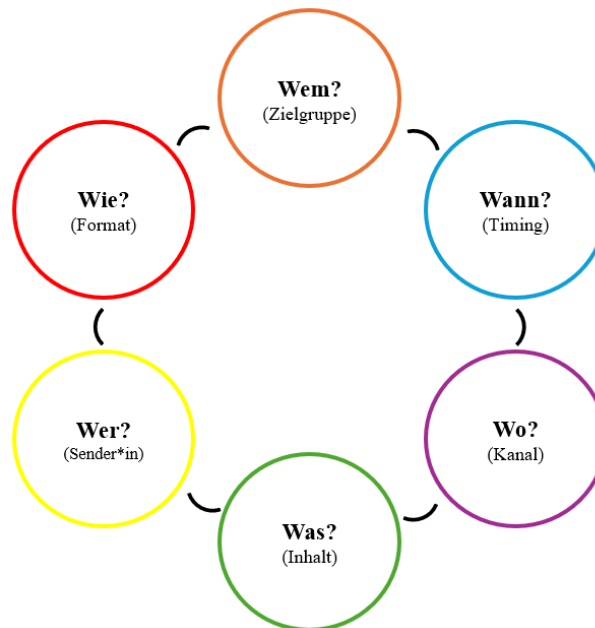 Wem?
(Zielgruppe)
Wann?
(Timing)
Wo?
(Kanal)
Was?
(Inhalt)
Wer?
(Sender*in)
Wie?
(Format)